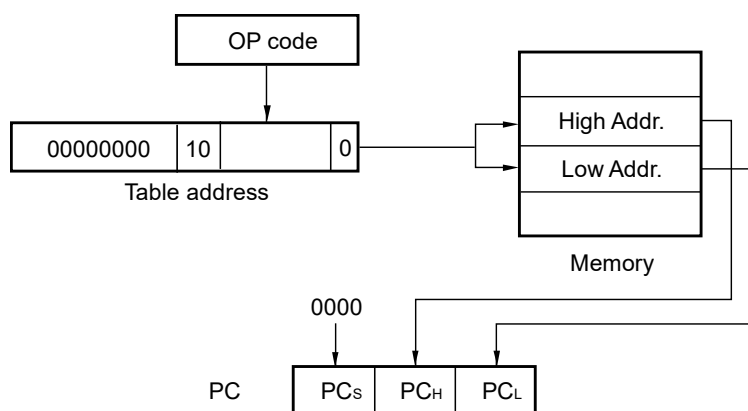 OP code
00000000 10 0
Table address
High Addr.
Low Addr.
Memory
0000
PC PCS PCH PCL